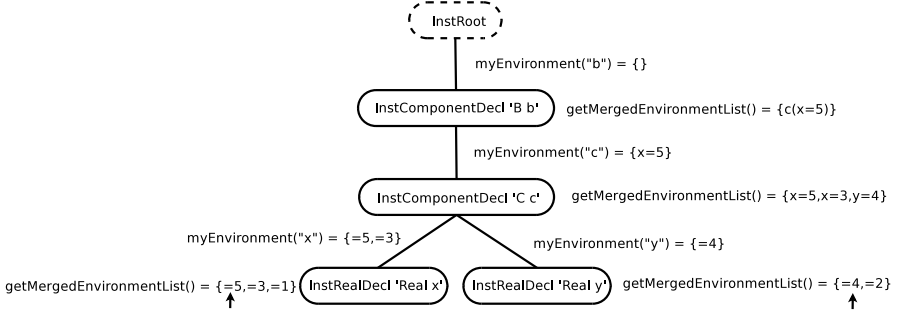 InstRoot
myEnvironment("b") = {}
InstComponentDecl 'B b'
getMergedEnvironmentList() = {c(x=5)}
myEnvironment("c") = {x=5}
InstComponentDecl 'C c'
getMergedEnvironmentList() = {x=5,x=3,y=4}
myEnvironment("x") = {=5,=3}
myEnvironment("y") = {=4}
getMergedEnvironmentList() = {=5,=3,=1}
InstRealDecl 'Real x'
InstRealDecl 'Real y'
getMergedEnvironmentList() = {=4,=2}